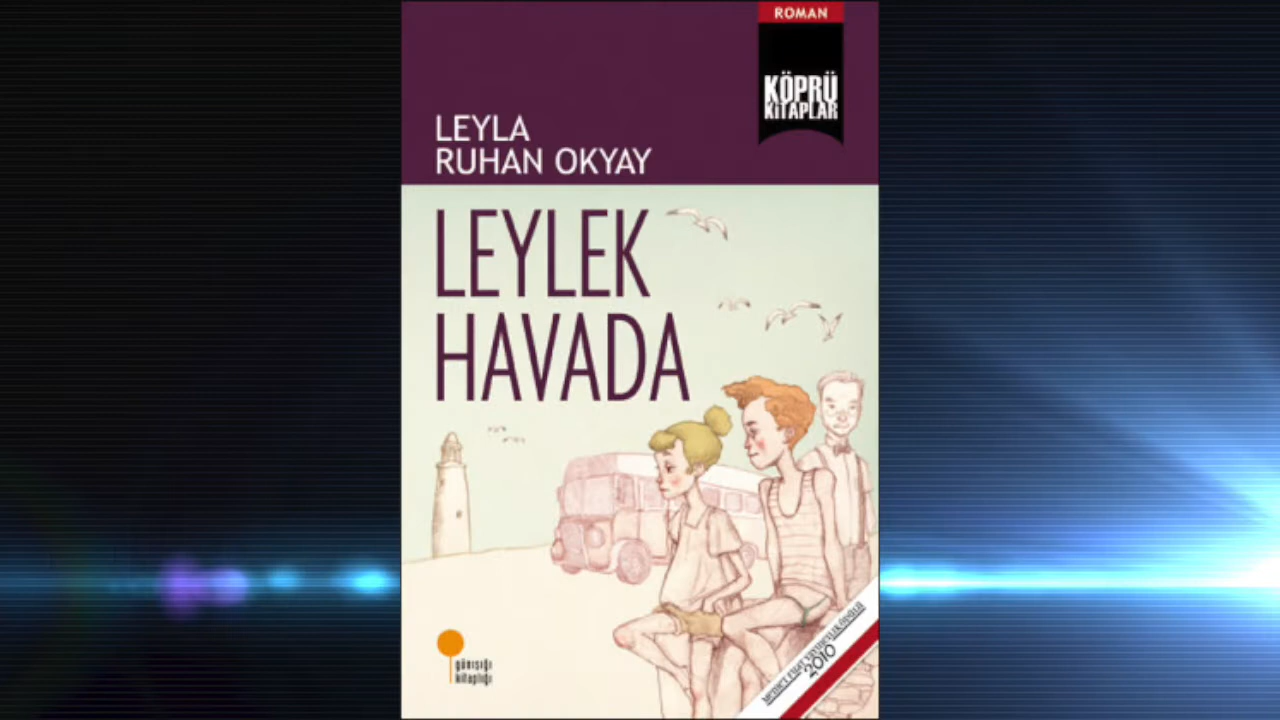 ROMAN
KÖPRÜ
KİTAPLAR
LEYLA
RUHAN OKYAY
LEYLEK
HAVADA
günışığı
kitaplığı
2010